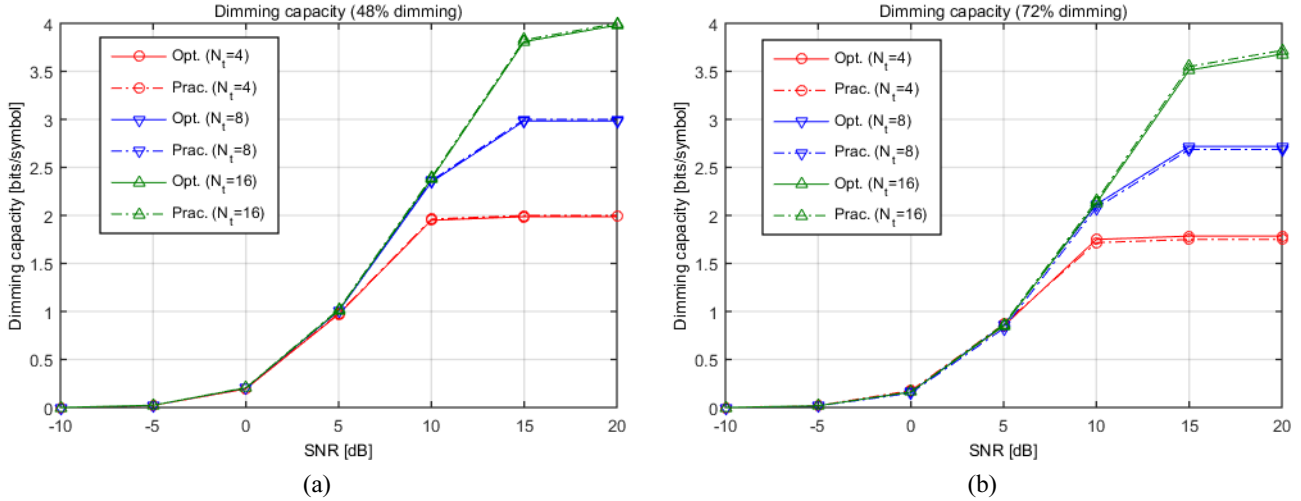 Dimming capacity (48% dimming)
4
3.5
3
2.5
2
1.5
1
0.5
0
Dimming capacity [bits/symbol]
Opt. (N_t=4)
Prac. (N_t=4)
Opt. (N_t=8)
Prac. (N_t=8)
Opt. (N_t=16)
Prac. (N_t=16)
-10 -5 0 5 10 15 20
SNR [dB]
(a)
Dimming capacity (72% dimming)
4
3.5
3
2.5
2
1.5
1
0.5
0
Dimming capacity [bits/symbol]
Opt. (N_t=4)
Prac. (N_t=4)
Opt. (N_t=8)
Prac. (N_t=8)
Opt. (N_t=16)
Prac. (N_t=16)
-10 -5 0 5 10 15 20
SNR [dB]
(b)